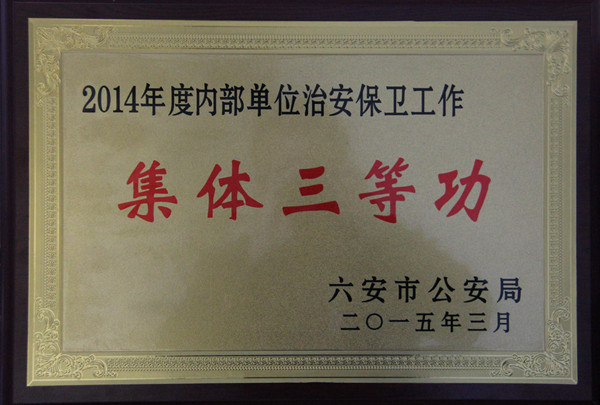 2014年度内部单位治安保卫工作
集体三等功
六安市公安局
二〇一五年三月